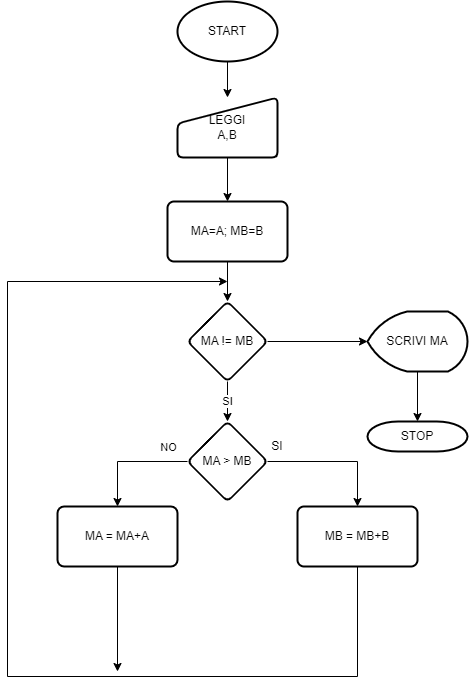 START
LEGGI
A,B
MA=A; MB=B
MA != MB
SCRIVI MA
SI
STOP
NO
SI
MA > MB
MA = MA+A
MB = MB+B